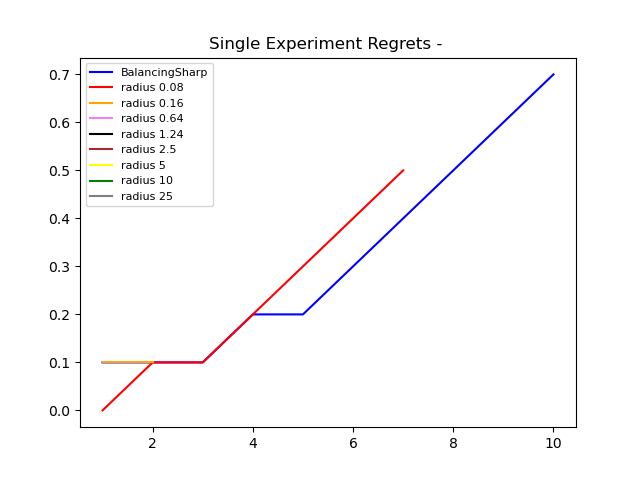 Single Experiment Regrets -
BalancingSharp
radius 0.08
radius 0.16
radius 0.64
radius 1.24
radius 2.5
radius 5
radius 10
radius 25
0.7
0.6
0.5
0.4
0.3
0.2
0.1
0.0
2 4 6 8 10